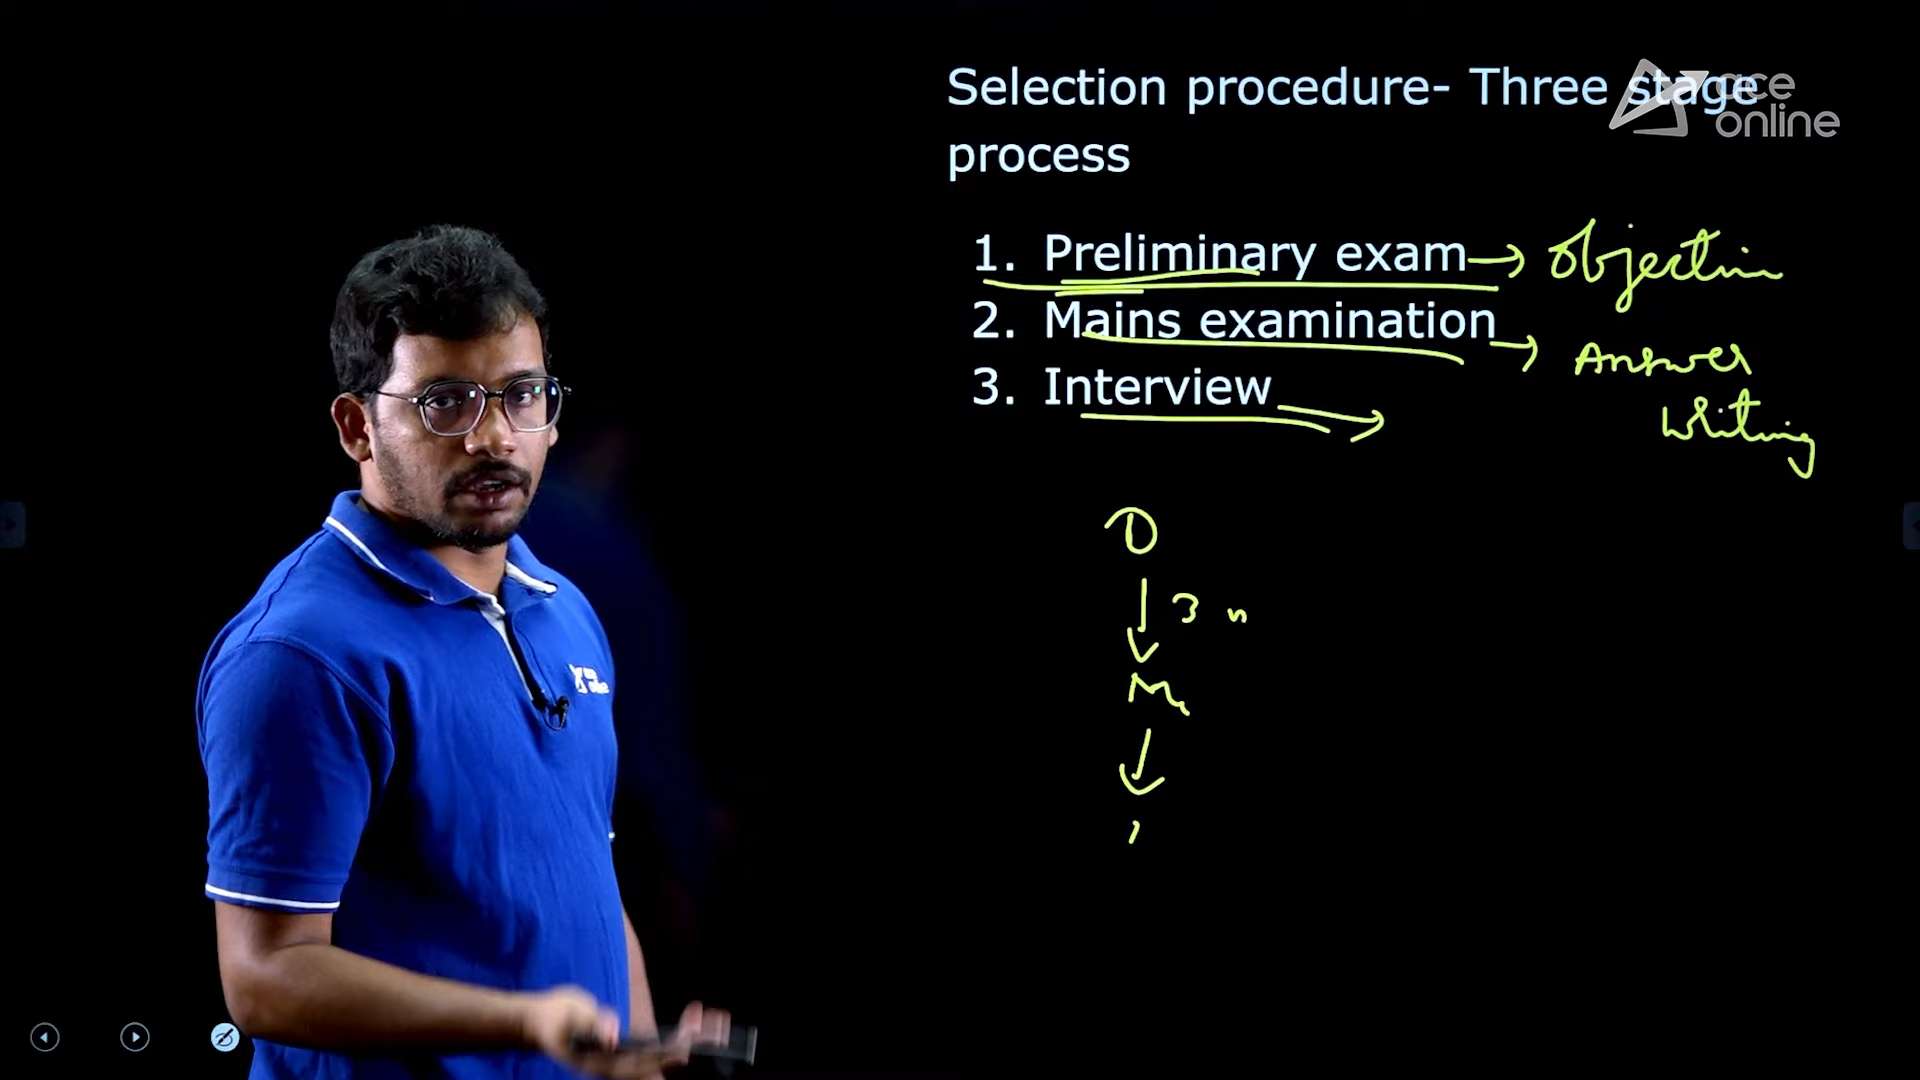 Selection procedure- Three stage
process
ace
online
1. Preliminary exam → Objective
2. Mains examination → Answer
Writing
3. Interview →
3
M